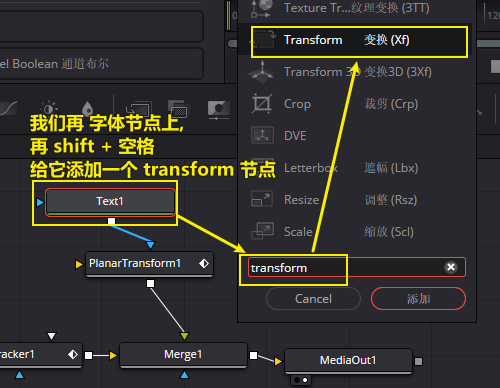 Texture Tr...纹理变换 (3TT)
Transform 变换 (Xf)
Transform 3D 变换3D (3Xf)
Crop 裁剪 (Crp)
DVE
Letterbox 遮幅 (Lbx)
Resize 调整 (Rsz)
Scale 缩放 (Scl)
transform
Cancel 添加
el Boolean 通道布尔
我们再 字体节点上,
再 shift + 空格
给它添加一个 transform 节点
Text1
PlanarTransform1
racker1
Merge1
MediaOut1